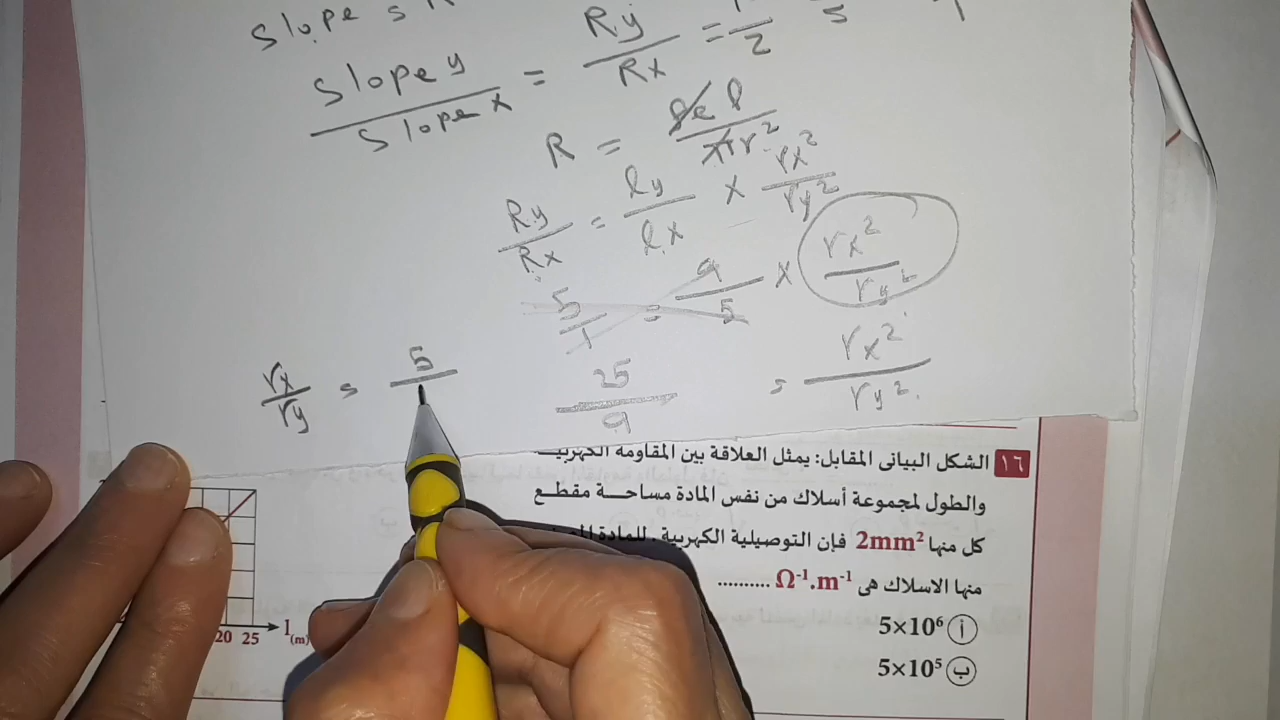 slope
slope y / slope x = Ry / Rx = / 2
R = ρe l / π r²
Ry / Rx = ly / lx × rx² / ry²
5 / 1 = 9 / 5 × rx² / ry²
25 / 9 = rx² / ry²
rx / ry = 5 /
١٦ الشكل البيانى المقابل: يمثل العلاقة بين المقاومة الكهربية
والطول لمجموعة أسلاك من نفس المادة مساحة مقطع
كل منها 2mm² فإن التوصيلية الكهربية للمادة
منها الاسلاك هى Ω⁻¹.m⁻¹ ..........
أ 5×10⁶
ب 5×10⁵
20 25 l(m)